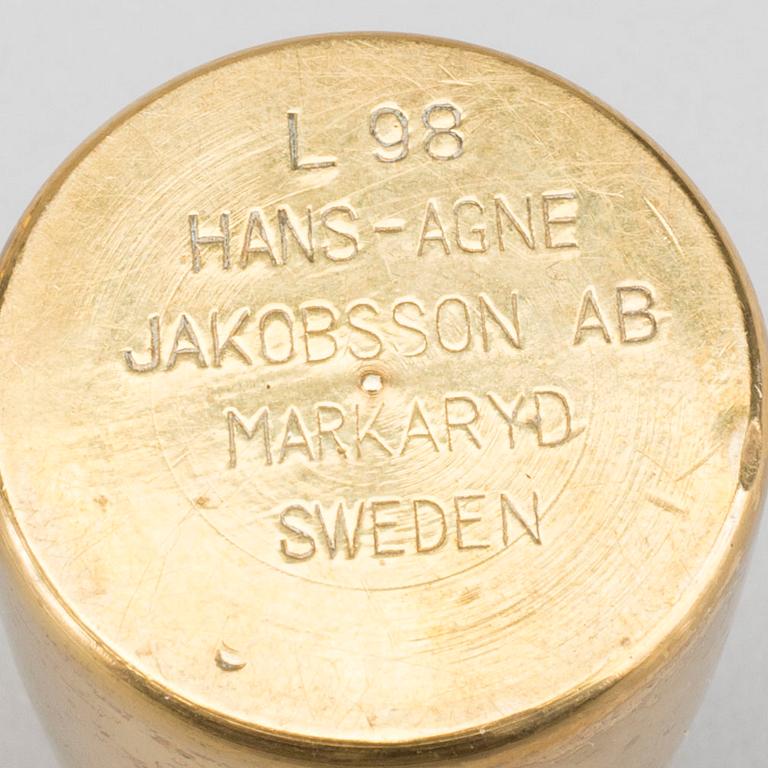 L 98
HANS-AGNE
JAKOBSSON AB
MARKARYD
SWEDEN